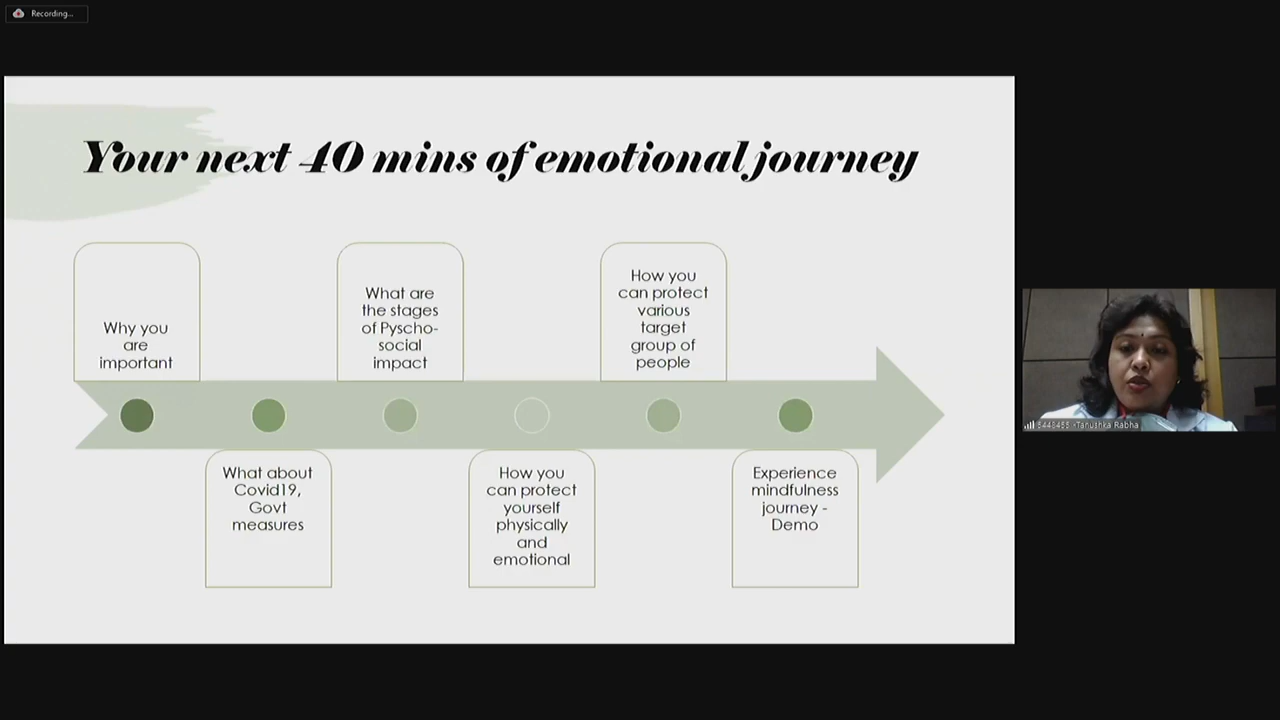 Recording...
Your next 40 mins of emotional journey
Why you
are
important
What about
Covid19,
Govt
measures
What are
the stages
of Pyscho-
social
impact
How you
can protect
yourself
physically
and
emotional
How you
can protect
various
target
group of
people
Experience
mindfulness
journey -
Demo
Tanushka Rabha